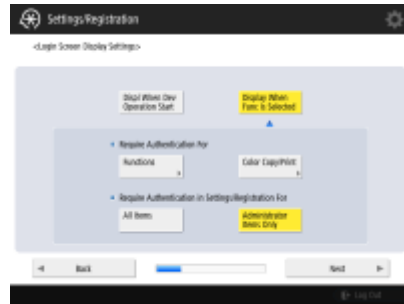 Settings/Registration
<Login Screen Display Settings>
Displ When Dev
Operation Start
Display When
Func Is Selected
Require Authentication For
Functions
Color Copy/Print
Require Authentication in Settings/Registration For
All Items
Administrator
Items Only
Back
Next
Log Out